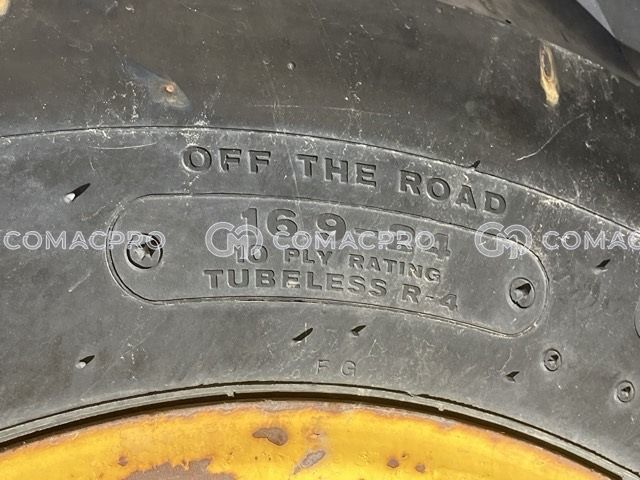 OFF THE ROAD
16.9-24
10 PLY RATING
TUBELESS R-4
COMACPRO COMACPRO COMACPRO
F G